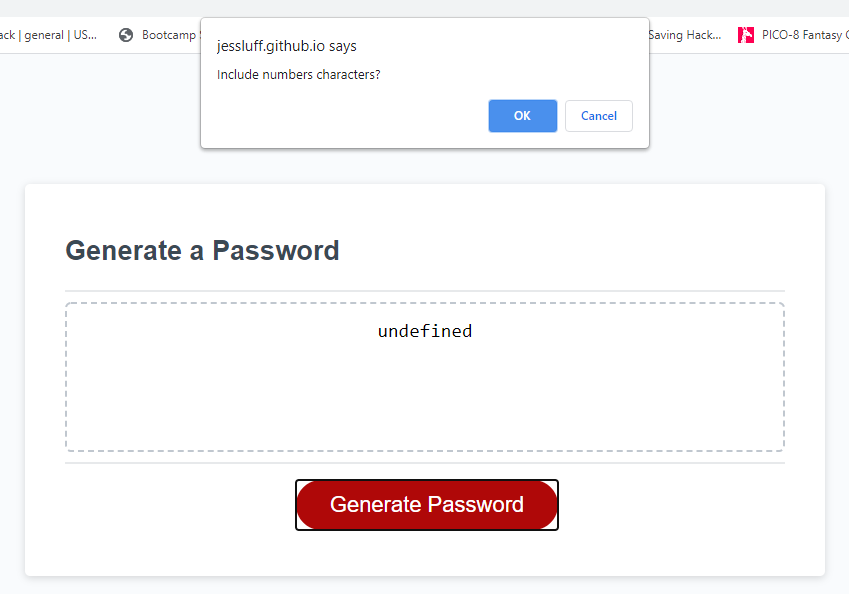 jessluff.github.io says
Include numbers characters?
OK Cancel
ack | general | US... Bootcamp Saving Hack... PICO-8 Fantasy
Generate a Password
undefined
Generate Password